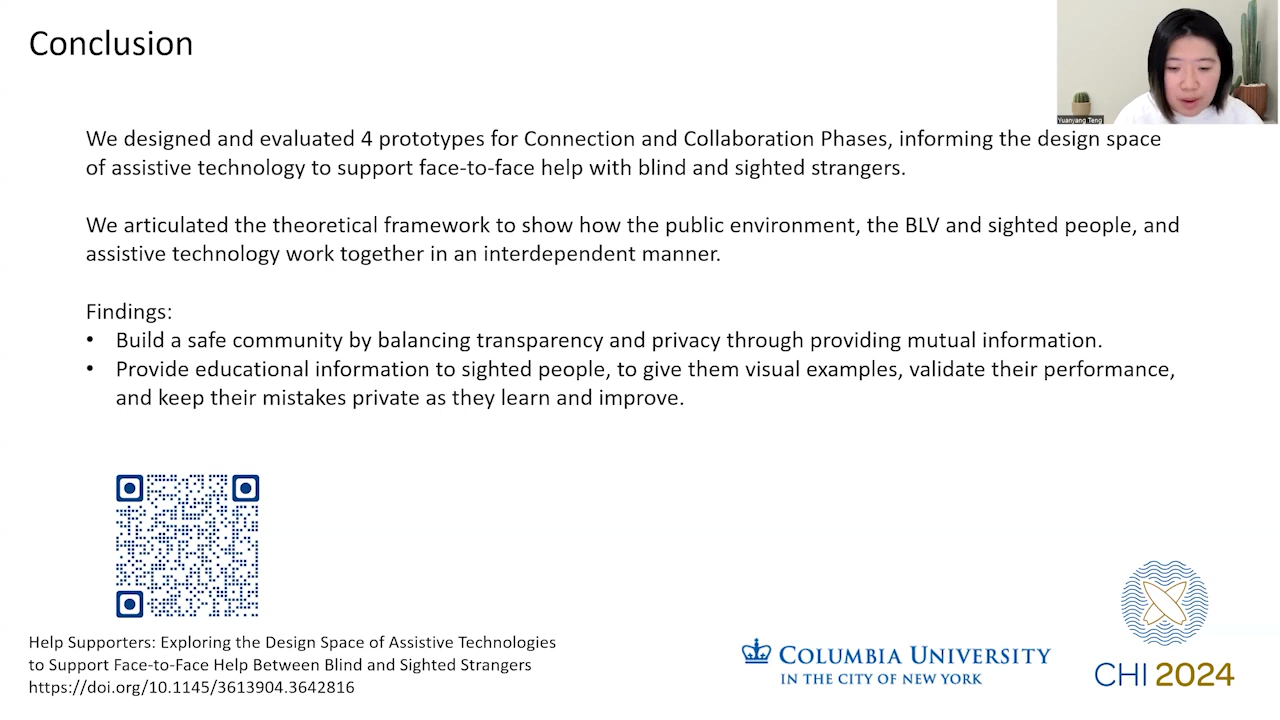 Conclusion
Yuanyang Teng
We designed and evaluated 4 prototypes for Connection and Collaboration Phases, informing the design space
of assistive technology to support face-to-face help with blind and sighted strangers.
We articulated the theoretical framework to show how the public environment, the BLV and sighted people, and
assistive technology work together in an interdependent manner.
Findings:
• Build a safe community by balancing transparency and privacy through providing mutual information.
• Provide educational information to sighted people, to give them visual examples, validate their performance,
and keep their mistakes private as they learn and improve.
Help Supporters: Exploring the Design Space of Assistive Technologies
to Support Face-to-Face Help Between Blind and Sighted Strangers
https://doi.org/10.1145/3613904.3642816
COLUMBIA UNIVERSITY
IN THE CITY OF NEW YORK
CHI 2024